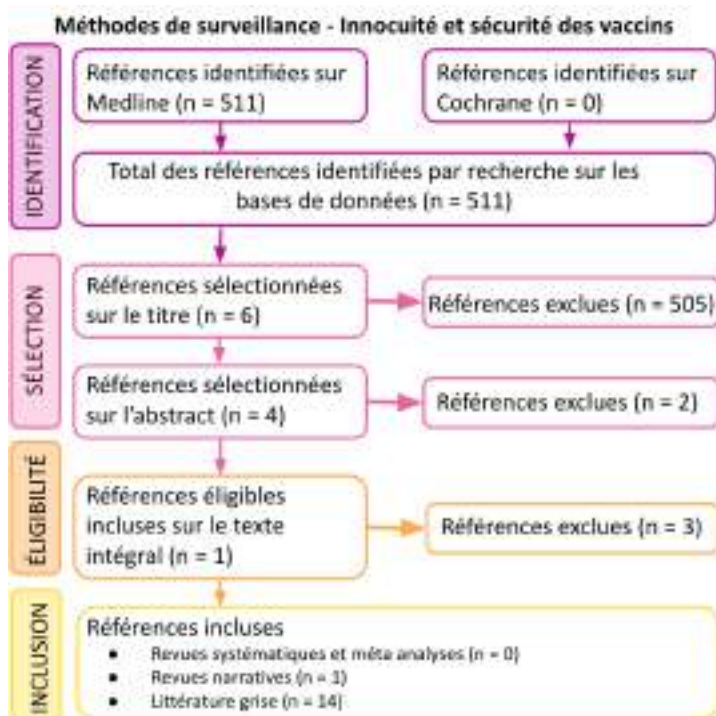 Méthodes de surveillance - Innocuité et sécurité des vaccins
IDENTIFICATION
Références identifiées sur
Medline (n = 511)
Références identifiées sur
Cochrane (n = 0)
Total des références identifiées par recherche sur les
bases de données (n = 511)
SÉLECTION
Références sélectionnées
sur le titre (n = 6)
Références exclues (n = 505)
Références sélectionnées
sur l'abstract (n = 4)
Références exclues (n = 2)
ÉLIGIBILITÉ
Références éligibles
incluses sur le texte
intégral (n = 1)
Références exclues (n = 3)
INCLUSION
Références incluses
● Revues systématiques et méta analyses (n = 0)
● Revues narratives (n = 1)
● Littérature grise (n = 14)